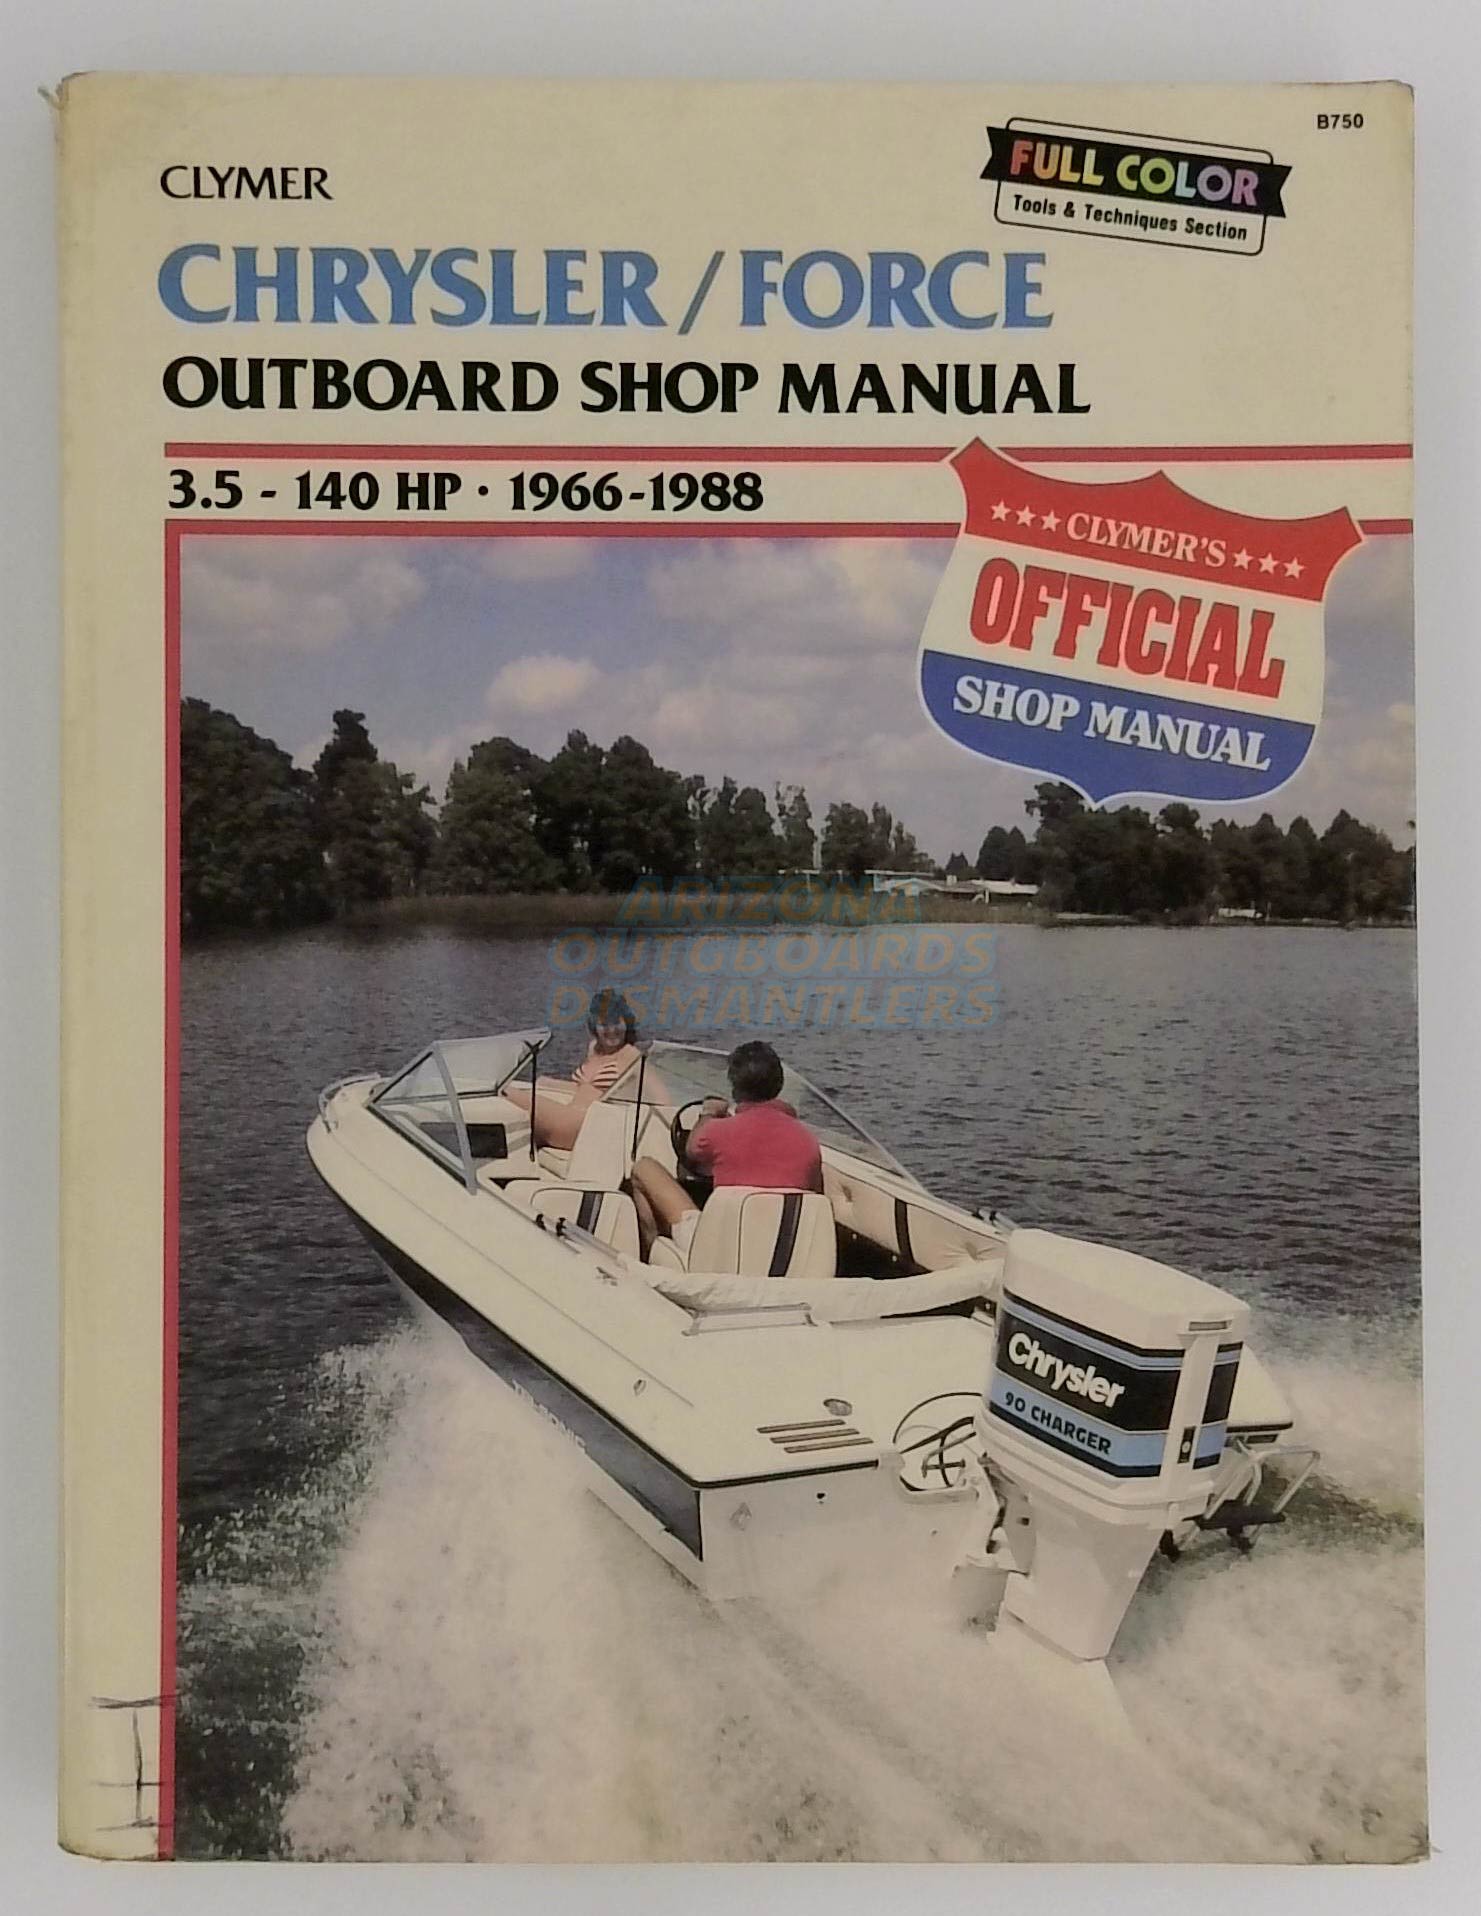 B750
FULL COLOR
Tools & Techniques Section
CLYMER
CHRYSLER/FORCE
OUTBOARD SHOP MANUAL
3.5 - 140 HP · 1966-1988
★★★CLYMER'S★★★
OFFICIAL
SHOP MANUAL
ARIZONA
OUTGBOARDS
DISMANTLERS
Chrysler
90 CHARGER